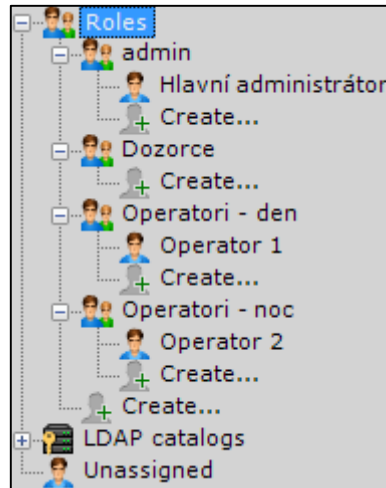 Roles
admin
Hlavní administrátor
Create...
Dozorce
Create...
Operatori - den
Operator 1
Create...
Operatori - noc
Operator 2
Create...
Create...
LDAP catalogs
Unassigned